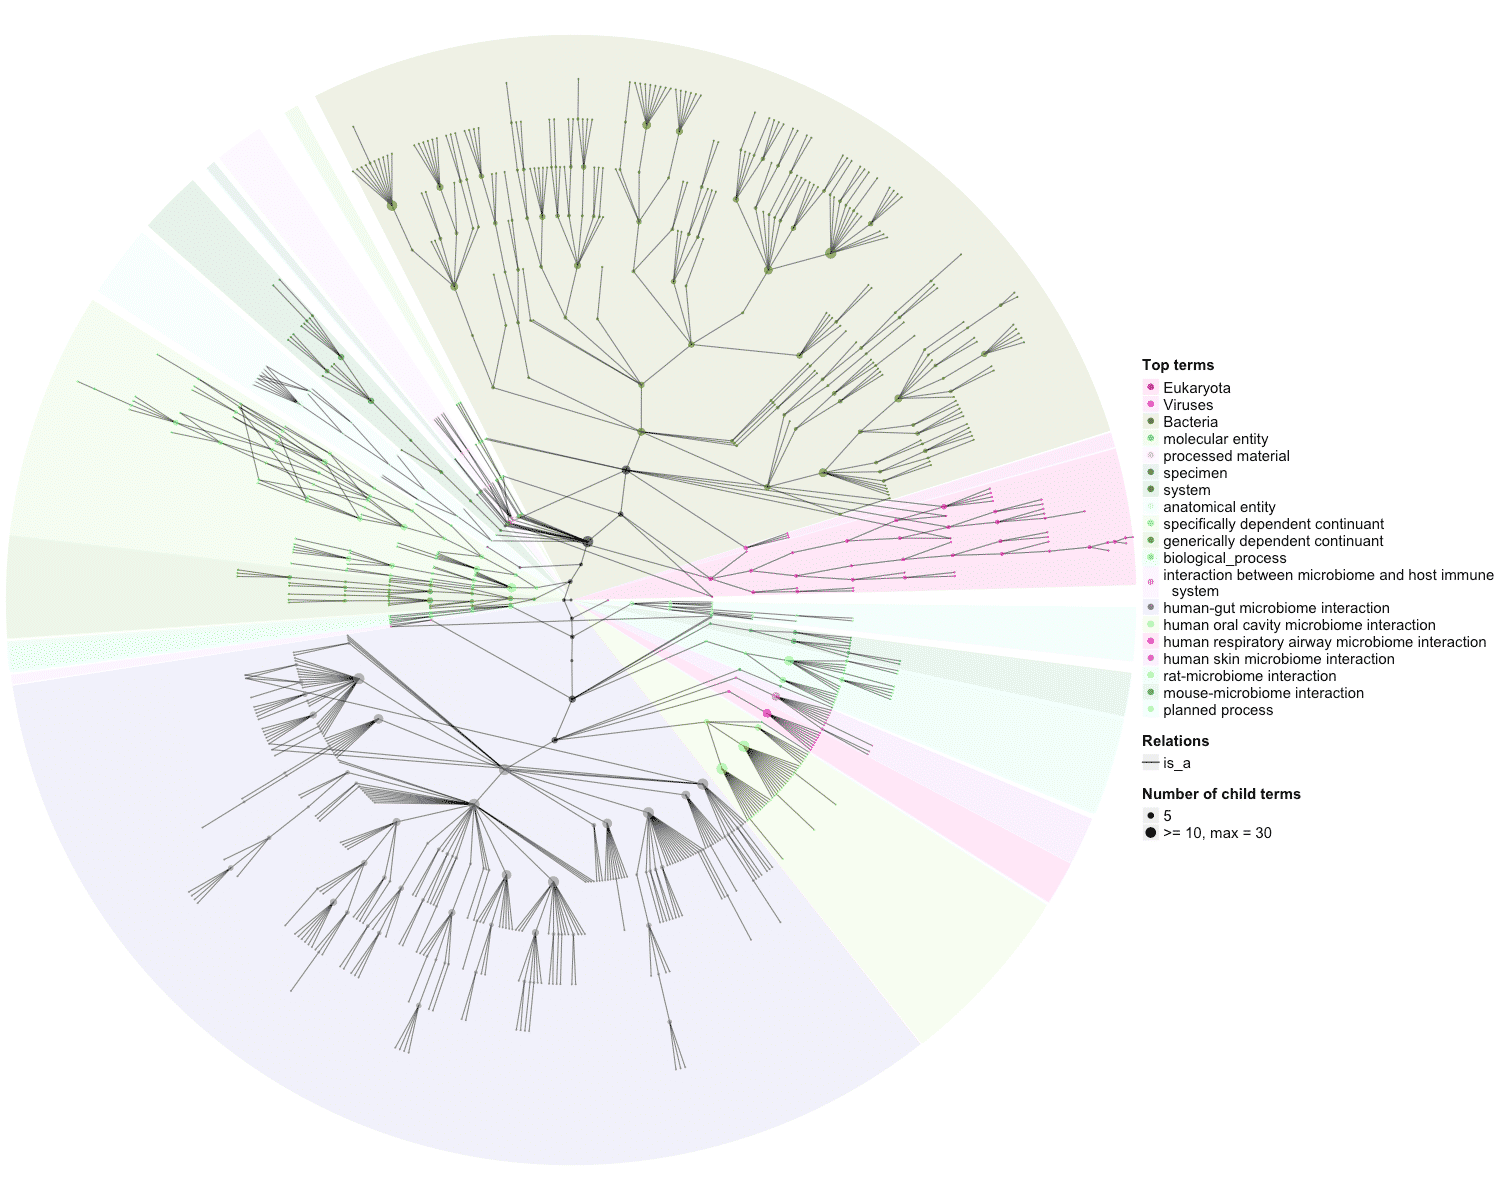 Top terms
Eukaryota
Viruses
Bacteria
molecular entity
processed material
specimen
system
anatomical entity
specifically dependent continuant
generically dependent continuant
biological_process
interaction between microbiome and host immune
system
human-gut microbiome interaction
human oral cavity microbiome interaction
human respiratory airway microbiome interaction
human skin microbiome interaction
rat-microbiome interaction
mouse-microbiome interaction
planned process
Relations
is_a
Number of child terms
5
>= 10, max = 30